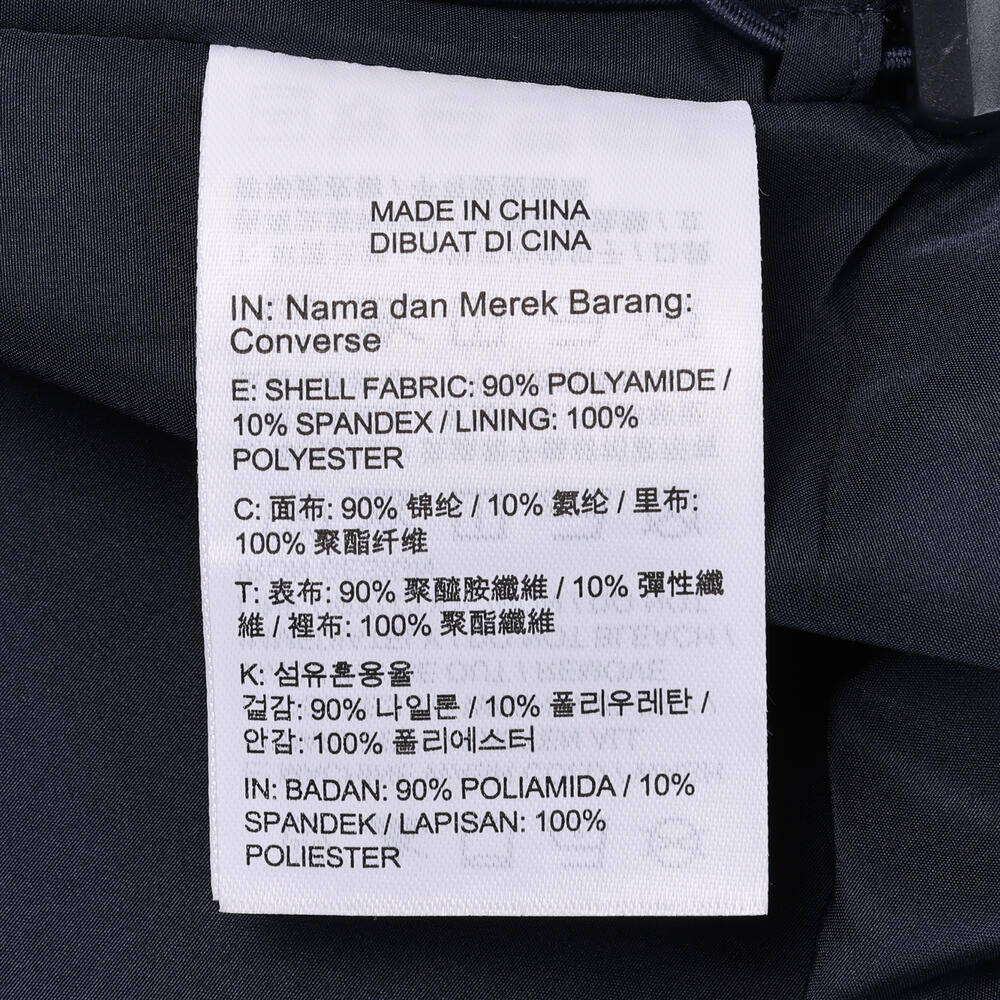 MADE IN CHINA
DIBUAT DI CINA
IN: Nama dan Merek Barang:
Converse
E: SHELL FABRIC: 90% POLYAMIDE /
10% SPANDEX / LINING: 100%
POLYESTER
C: 面布: 90% 锦纶 / 10% 氨纶 / 里布:
100% 聚酯纤维
T: 表布: 90% 聚醯胺纖維 / 10% 彈性纖
維 / 裡布: 100% 聚酯纖維
K: 섬유혼용율
겉감: 90% 나일론 / 10% 폴리우레탄 /
안감: 100% 폴리에스터
IN: BADAN: 90% POLIAMIDA / 10%
SPANDEK / LAPISAN: 100%
POLIESTER